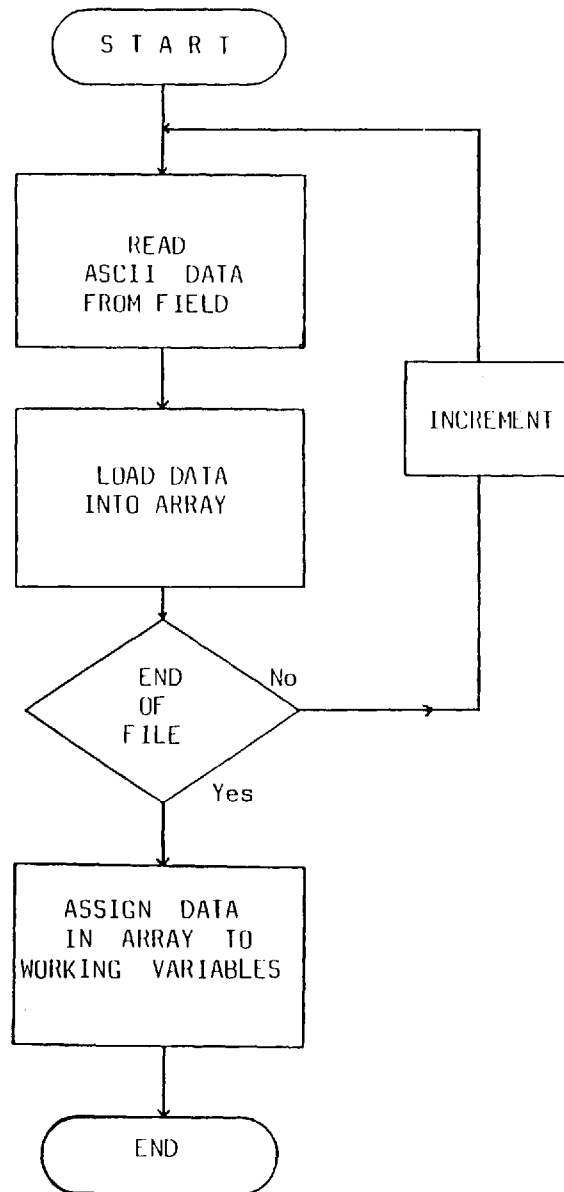 S T A R T
READ
ASCII DATA
FROM FIELD
INCREMENT
LOAD DATA
INTO ARRAY
END
OF
FILE
No
Yes
ASSIGN DATA
IN ARRAY TO
WORKING VARIABLES
END